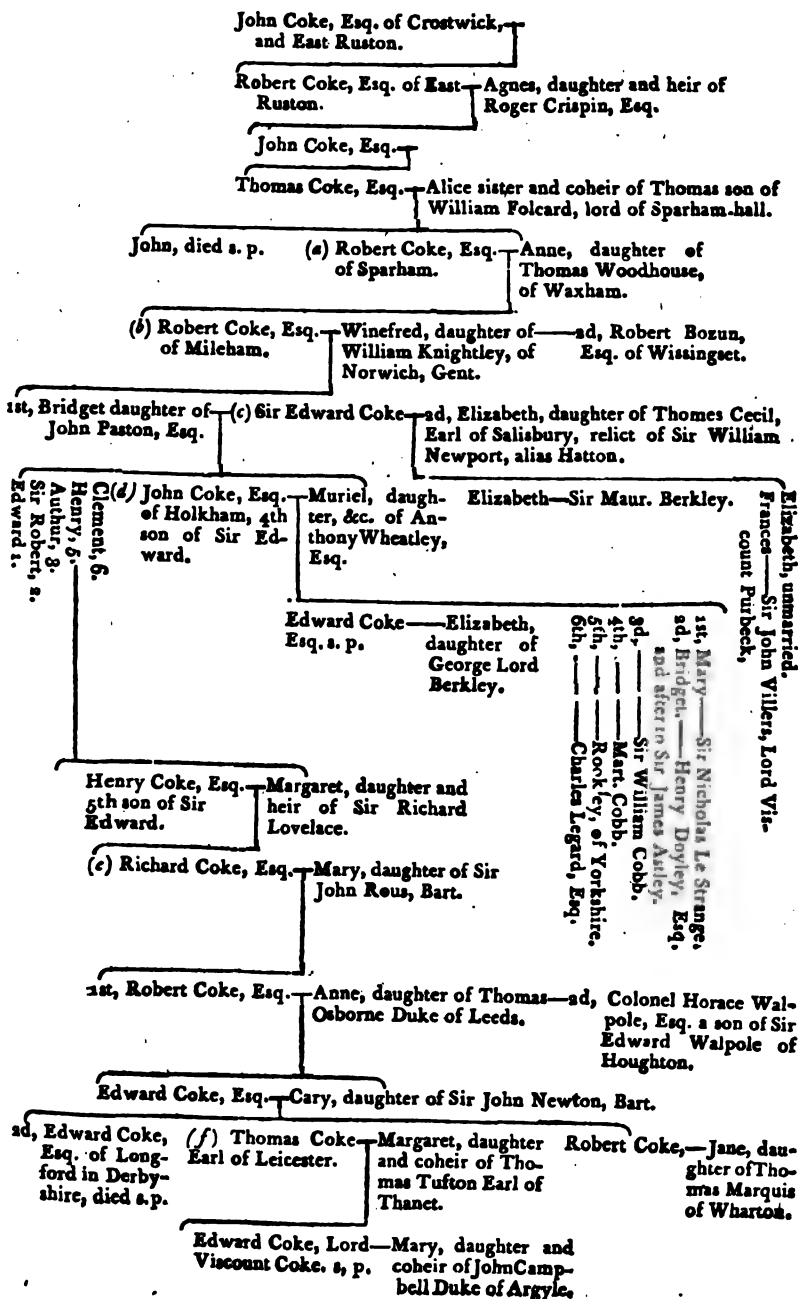 John Coke, Esq. of Crostwick,
and East Ruston.
Robert Coke, Esq. of East
Ruston.
Agnes, daughter and heir of
Roger Crispin, Esq.
John Coke, Esq.
Thomas Coke, Esq.
Alice sister and coheir of Thomas son of
William Folcard, lord of Sparham-hall.
John, died s. p.
(a) Robert Coke, Esq.
of Sparham.
Anne, daughter of
Thomas Woodhouse,
of Waxham.
(b) Robert Coke, Esq.
of Mileham.
Winefred, daughter of
William Knightley, of
Norwich, Gent.
2d, Robert Bozun,
Esq. of Wissingset.
1st, Bridget daughter of
John Paston, Esq.
(c) Sir Edward Coke
2d, Elizabeth, daughter of Thomes Cecil,
Earl of Salisbury, relict of Sir William
Newport, alias Hatton.
Clement, 6.
Henry, 5.
Authur, 3.
Sir Robert, 2.
Edward 1.
(d) John Coke, Esq.
of Holkham, 4th
son of Sir Ed-
ward.
Muriel, daugh-
ter, &c. of An-
thony Wheatley,
Esq.
Elizabeth—Sir Maur. Berkley.
Elizabeth, unmarried.
Frances—Sir John Villers, Lord Vis-
count Purbeck,
Edward Coke
Esq. s. p.
Elizabeth,
daughter of
George Lord
Berkley.
1st, Mary—Sir Nicholas Le Strange.
2d, Bridget.—Henry Doyley, Esq.
and after to Sir James Astley.
3d,—Sir William Cobb.
4th,—Mart. Cobb.
5th,—Rookley, of Yorkshire.
6th,—Charles Legard, Esq.
Henry Coke, Esq.
5th son of Sir
Edward.
Margaret, daughter and
heir of Sir Richard
Lovelace.
(e) Richard Coke, Esq.
Mary, daughter of Sir
John Rous, Bart.
1st, Robert Coke, Esq.
Anne, daughter of Thomas
Osborne Duke of Leeds.
2d, Colonel Horace Wal-
pole, Esq. a son of Sir
Edward Walpole of
Houghton.
Edward Coke, Esq.
Cary, daughter of Sir John Newton, Bart.
2d, Edward Coke,
Esq. of Long-
ford in Derby-
shire, died s. p.
(f) Thomas Coke
Earl of Leicester.
Margaret, daughter
and coheir of Tho-
mas Tufton Earl of
Thanet.
Robert Coke,
Jane, dau-
ghter of Tho-
mas Marquis
of Wharton.
Edward Coke, Lord
Viscount Coke. s, p.
Mary, daughter and
coheir of John Camp-
bell Duke of Argyle.